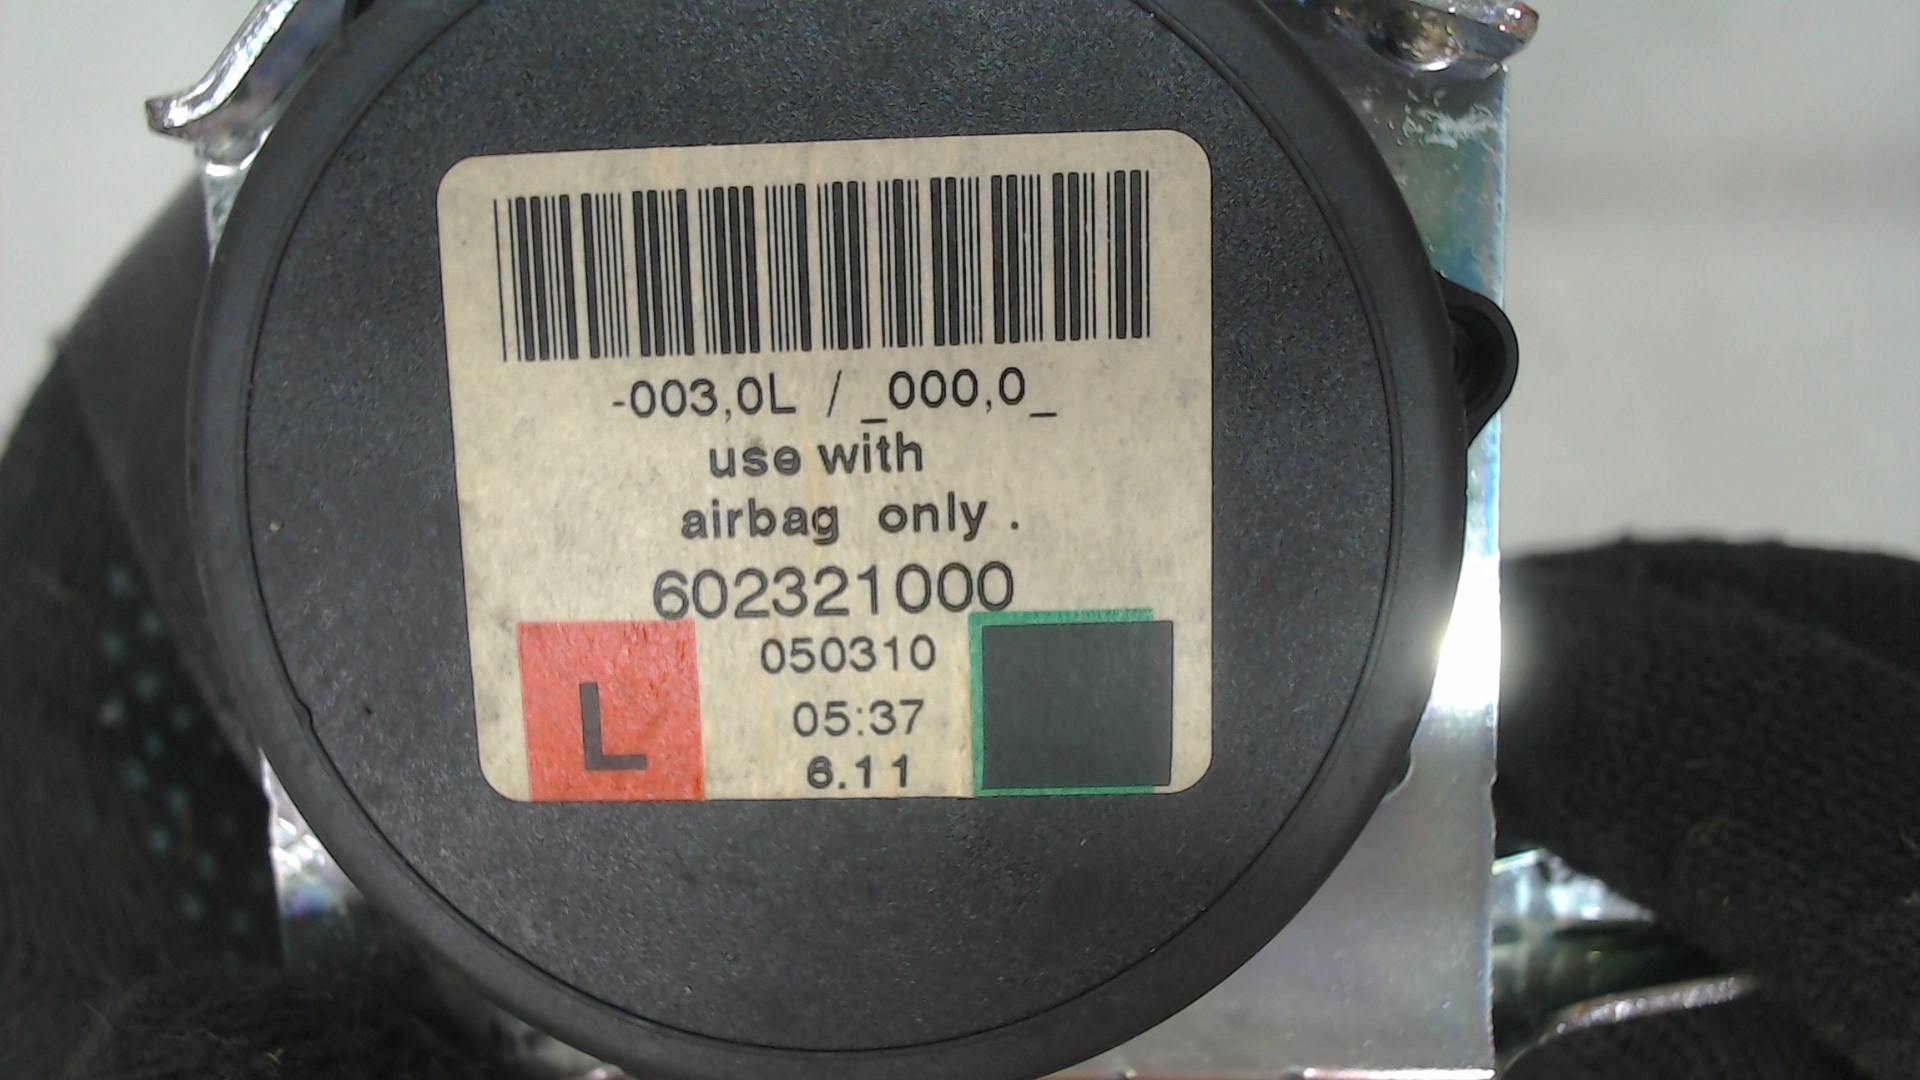 -003,0L / _000,0_
use with
airbag only .
602321000
050310
L
05:37
6.11